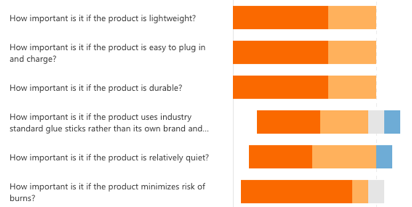 How important is it if the product is lightweight?
How important is it if the product is easy to plug in
and charge?
How important is it if the product is durable?
How important is it if the product uses industry
standard glue sticks rather than its own brand and...
How important is it if the product is relatively quiet?
How important is it if the product minimizes risk of
burns?